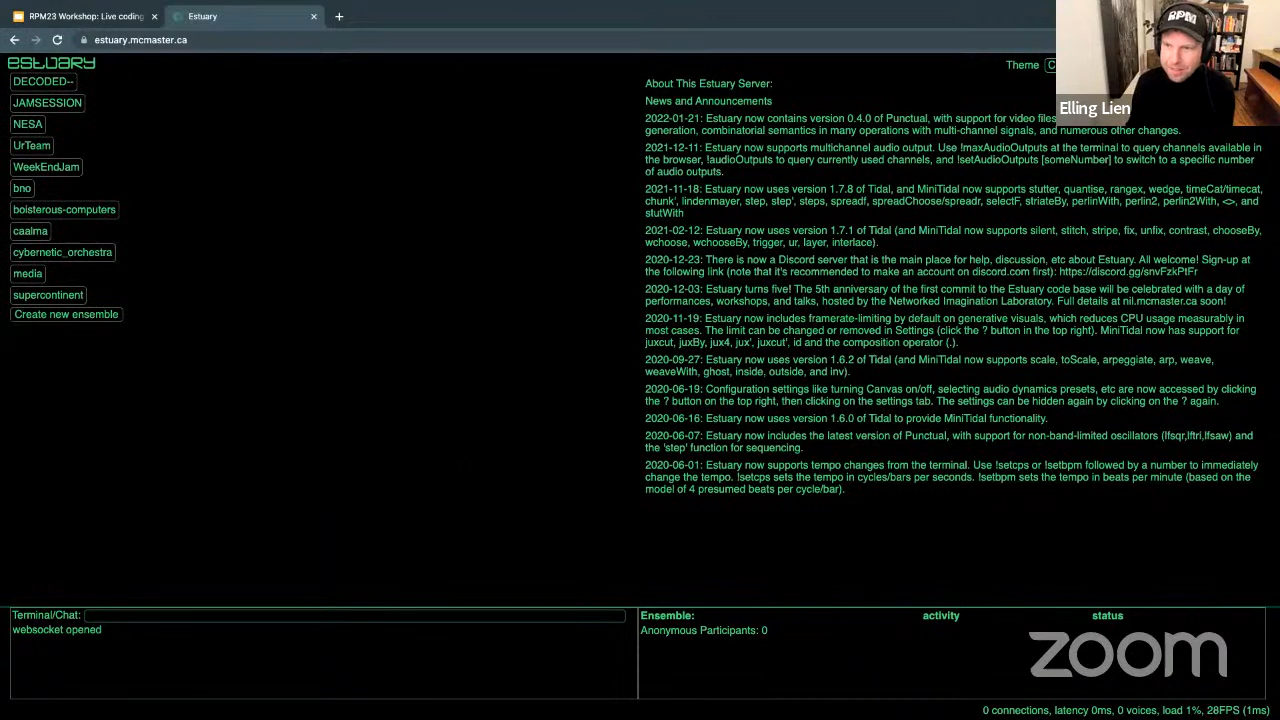 RPM23 Workshop: Live coding
Estuary
estuary.mcmaster.ca
estuary
Theme
DECODED--
JAMSESSION
NESA
UrTeam
WeekEndJam
bno
boisterous-computers
caalma
cybernetic_orchestra
media
supercontinent
Create new ensemble
About This Estuary Server:
News and Announcements
2022-01-21: Estuary now contains version 0.4.0 of Punctual, with support for video files
generation, combinatorial semantics in many operations with multi-channel signals, and numerous other changes.
2021-12-11: Estuary now supports multichannel audio output. Use !maxAudioOutputs at the terminal to query channels available in
the browser, !audioOutputs to query currently used channels, and !setAudioOutputs [someNumber] to switch to a specific number
of audio outputs.
2021-11-18: Estuary now uses version 1.7.8 of Tidal, and MiniTidal now supports stutter, quantise, rangex, wedge, timeCat/timecat,
chunk', lindenmayer, step, step', steps, spreadf, spreadChoose/spreadr, selectF, striateBy, perlinWith, perlin2, perlin2With, <>, and
stutWith
2021-02-12: Estuary now uses version 1.7.1 of Tidal (and MiniTidal now supports silent, stitch, stripe, fix, unfix, contrast, chooseBy,
wchoose, wchooseBy, trigger, ur, layer, interlace).
2020-12-23: There is now a Discord server that is the main place for help, discussion, etc about Estuary. All welcome! Sign-up at
the following link (note that it's recommended to make an account on discord.com first): https://discord.gg/snvFzkPtFr
2020-12-03: Estuary turns five! The 5th anniversary of the first commit to the Estuary code base will be celebrated with a day of
performances, workshops, and talks, hosted by the Networked Imagination Laboratory. Full details at nil.mcmaster.ca soon!
2020-11-19: Estuary now includes framerate-limiting by default on generative visuals, which reduces CPU usage measurably in
most cases. The limit can be changed or removed in Settings (click the ? button in the top right). MiniTidal now has support for
juxcut, juxBy, jux4, jux', juxcut', id and the composition operator (.).
2020-09-27: Estuary now uses version 1.6.2 of Tidal (and MiniTidal now supports scale, toScale, arpeggiate, arp, weave,
weaveWith, ghost, inside, outside, and inv).
2020-06-19: Configuration settings like turning Canvas on/off, selecting audio dynamics presets, etc are now accessed by clicking
the ? button on the top right, then clicking on the settings tab. The settings can be hidden again by clicking on the ? again.
2020-06-16: Estuary now uses version 1.6.0 of Tidal to provide MiniTidal functionality.
2020-06-07: Estuary now includes the latest version of Punctual, with support for non-band-limited oscillators (lfsqr,lftri,lfsaw) and
the 'step' function for sequencing.
2020-06-01: Estuary now supports tempo changes from the terminal. Use !setcps or !setbpm followed by a number to immediately
change the tempo. !setcps sets the tempo in cycles/bars per seconds. !setbpm sets the tempo in beats per minute (based on the
model of 4 presumed beats per cycle/bar).
RPM
Elling Lien
Terminal/Chat:
websocket opened
Ensemble: activity status
Anonymous Participants: 0
zoom
0 connections, latency 0ms, 0 voices, load 1%, 28FPS (1ms)